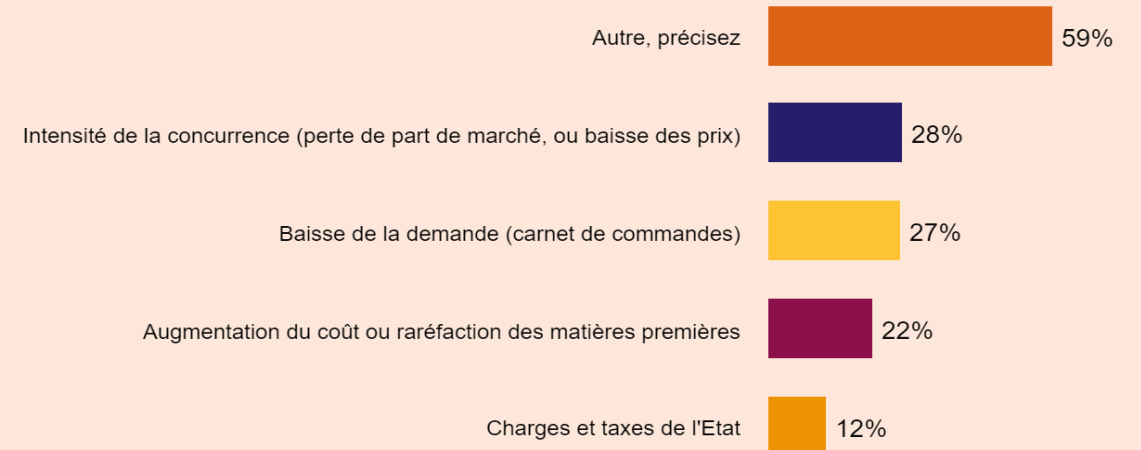 Autre, précisez 59%
Intensité de la concurrence (perte de part de marché, ou baisse des prix) 28%
Baisse de la demande (carnet de commandes) 27%
Augmentation du coût ou raréfaction des matières premières 22%
Charges et taxes de l'Etat 12%